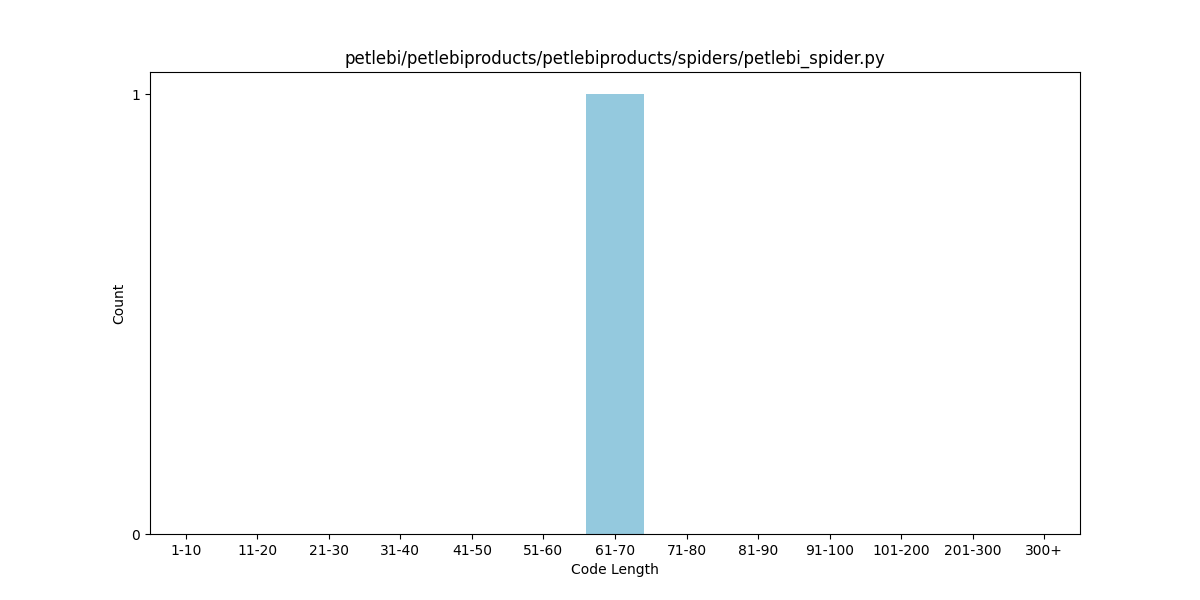 petlebi/petlebiproducts/petlebiproducts/spiders/petlebi_spider.py
1
Count
0
1-10 11-20 21-30 31-40 41-50 51-60 61-70 71-80 81-90 91-100 101-200 201-300 300+
Code Length